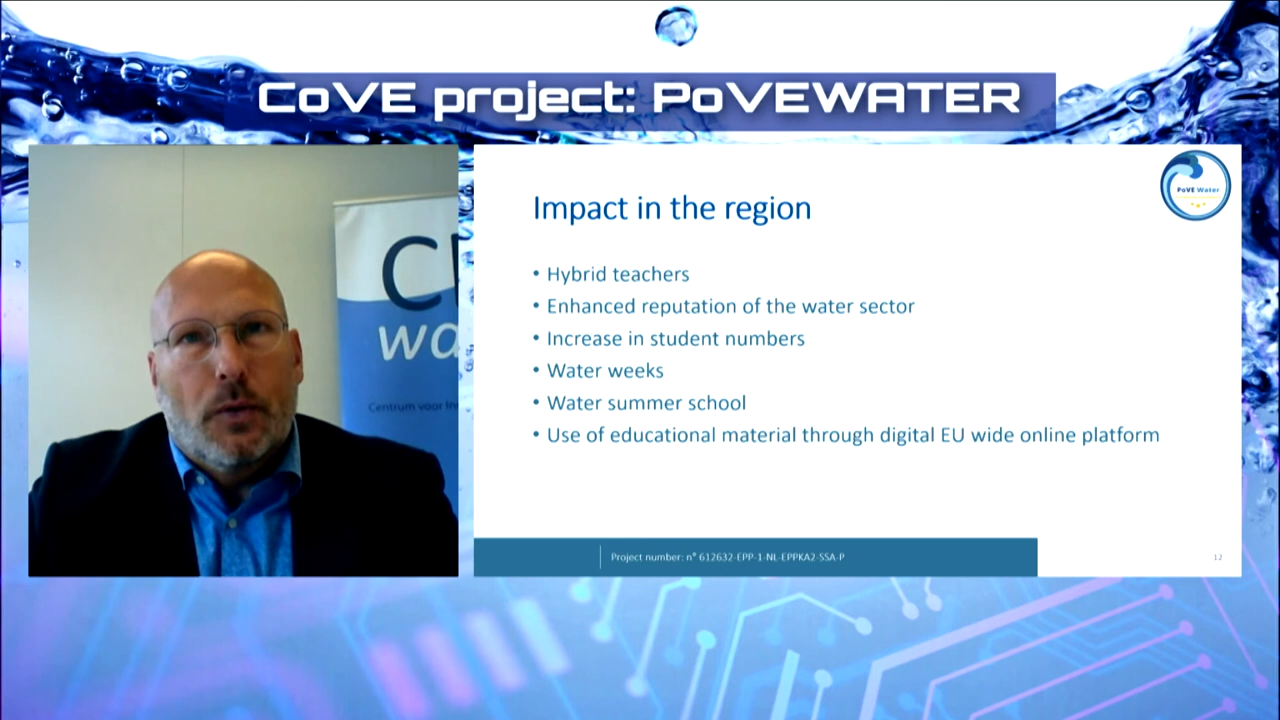 CoVE project: PoVEWATER
PoVE Water
Impact in the region
• Hybrid teachers
• Enhanced reputation of the water sector
• Increase in student numbers
• Water weeks
• Water summer school
• Use of educational material through digital EU wide online platform
Centrum voor
Project number: n° 612632-EPP-1-NL-EPPKA2-SSA-P
12